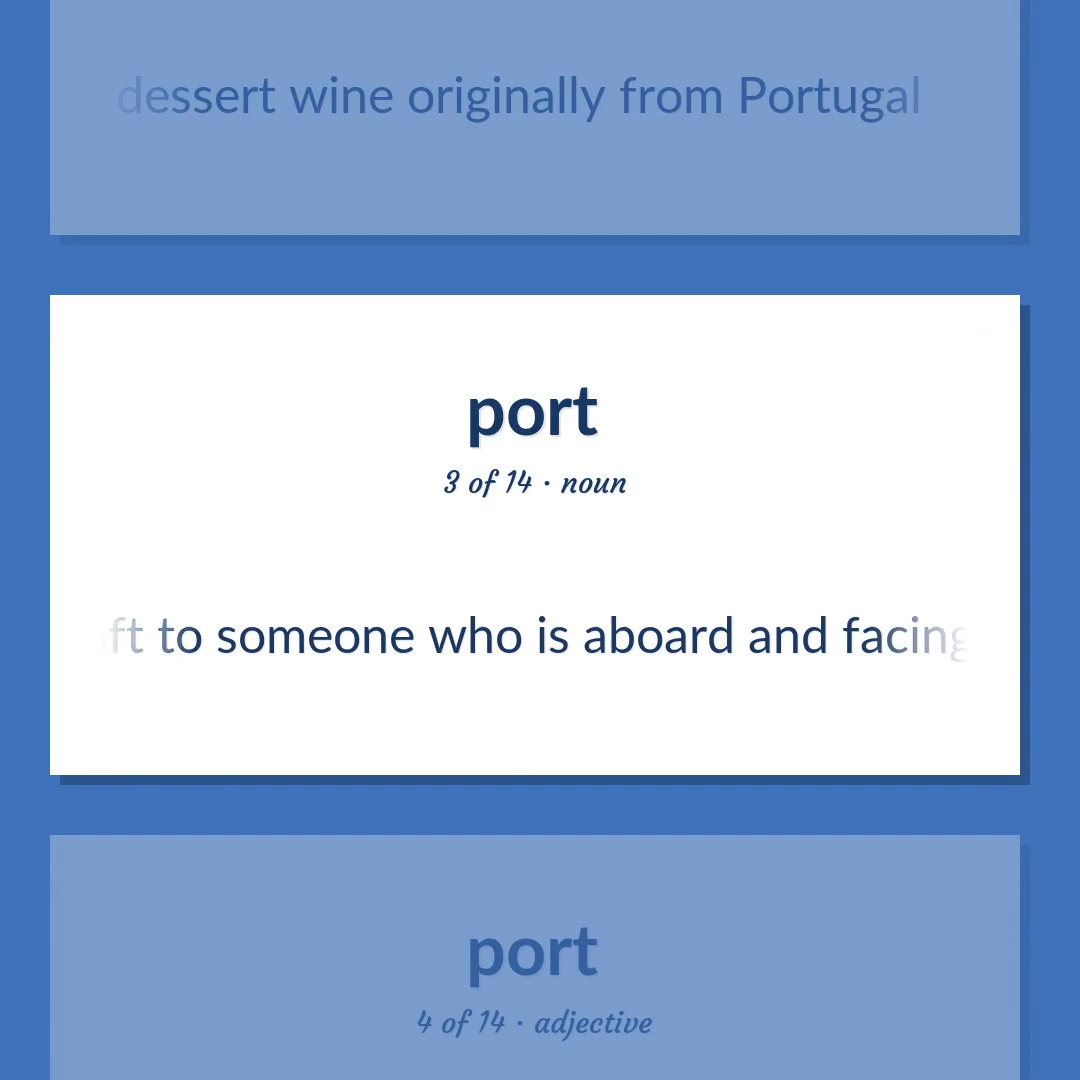 dessert wine originally from Portugal
port
3 of 14 · noun
ft to someone who is aboard and facing
port
4 of 14 · adjective